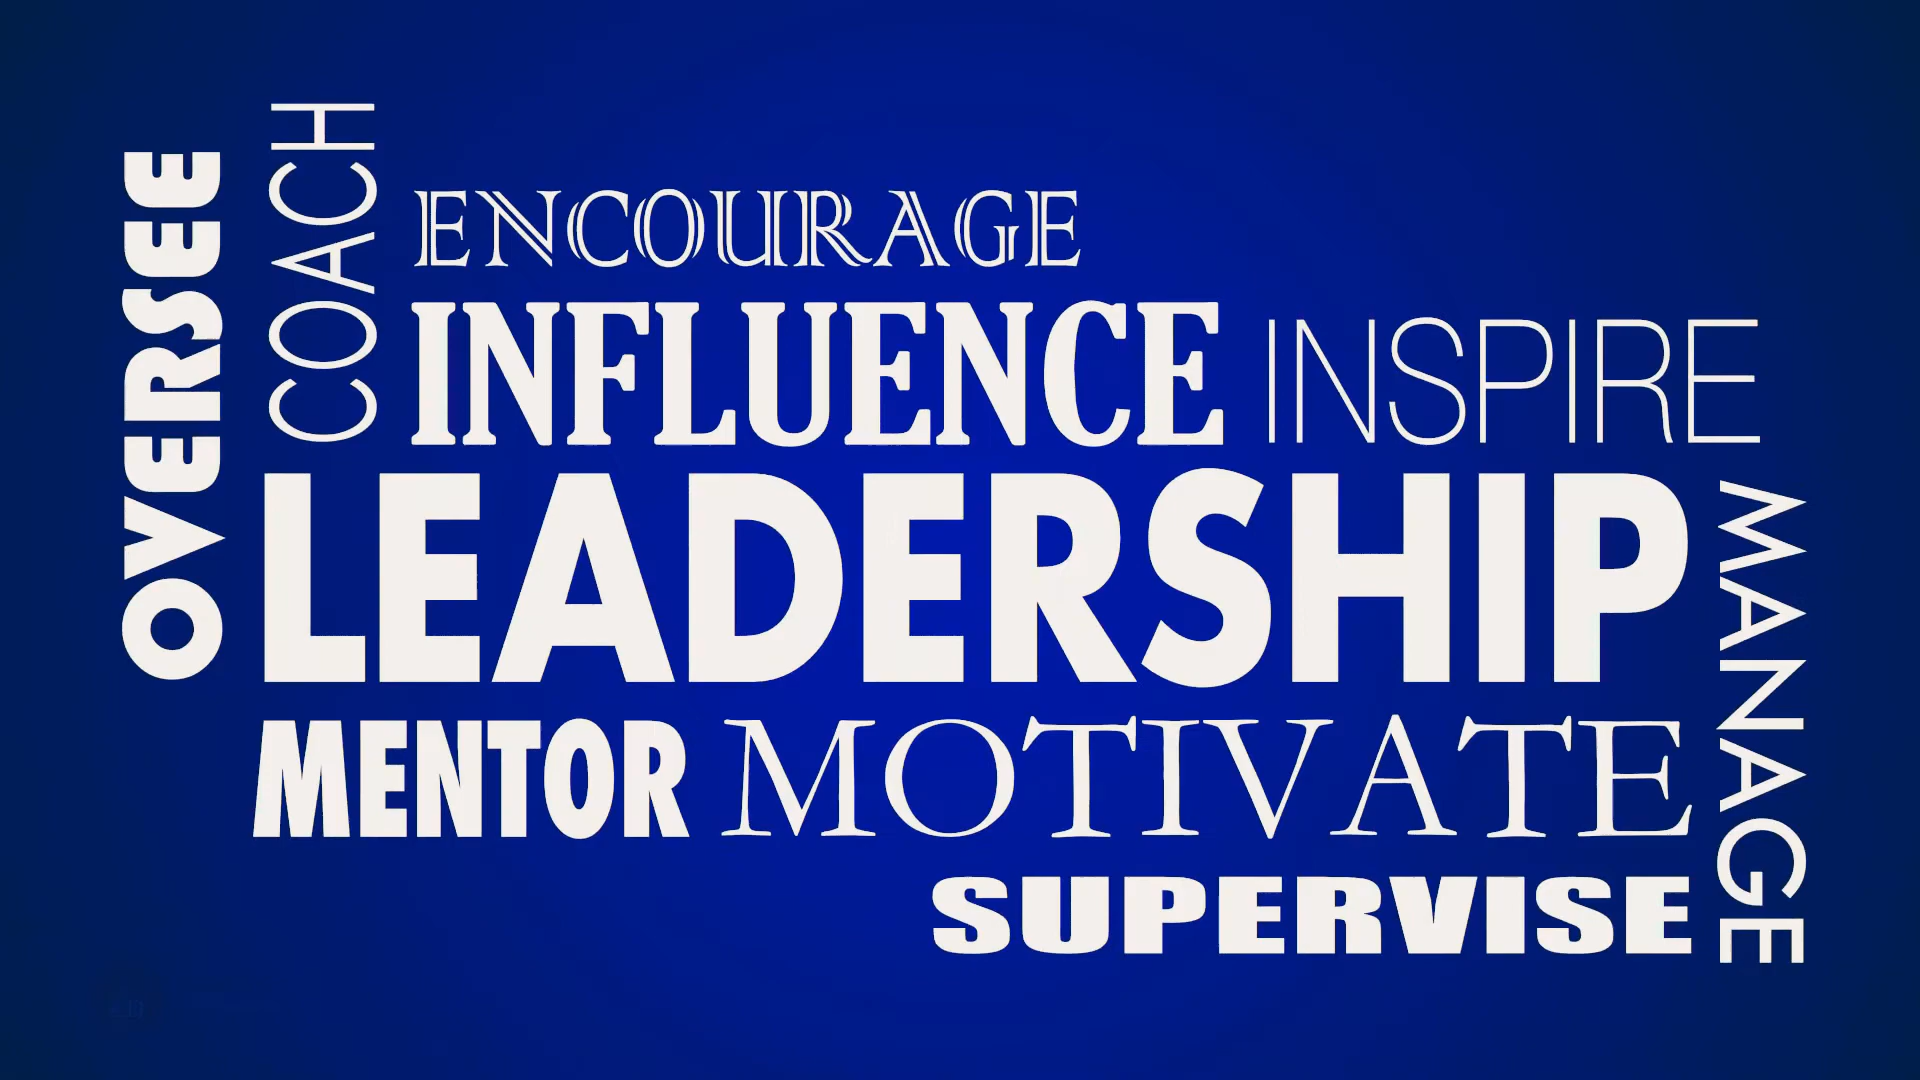 OVERSEE
COACH
ENCOURAGE
INFLUENCE INSPIRE
LEADERSHIP
MANAGE
MENTOR MOTIVATE
SUPERVISE